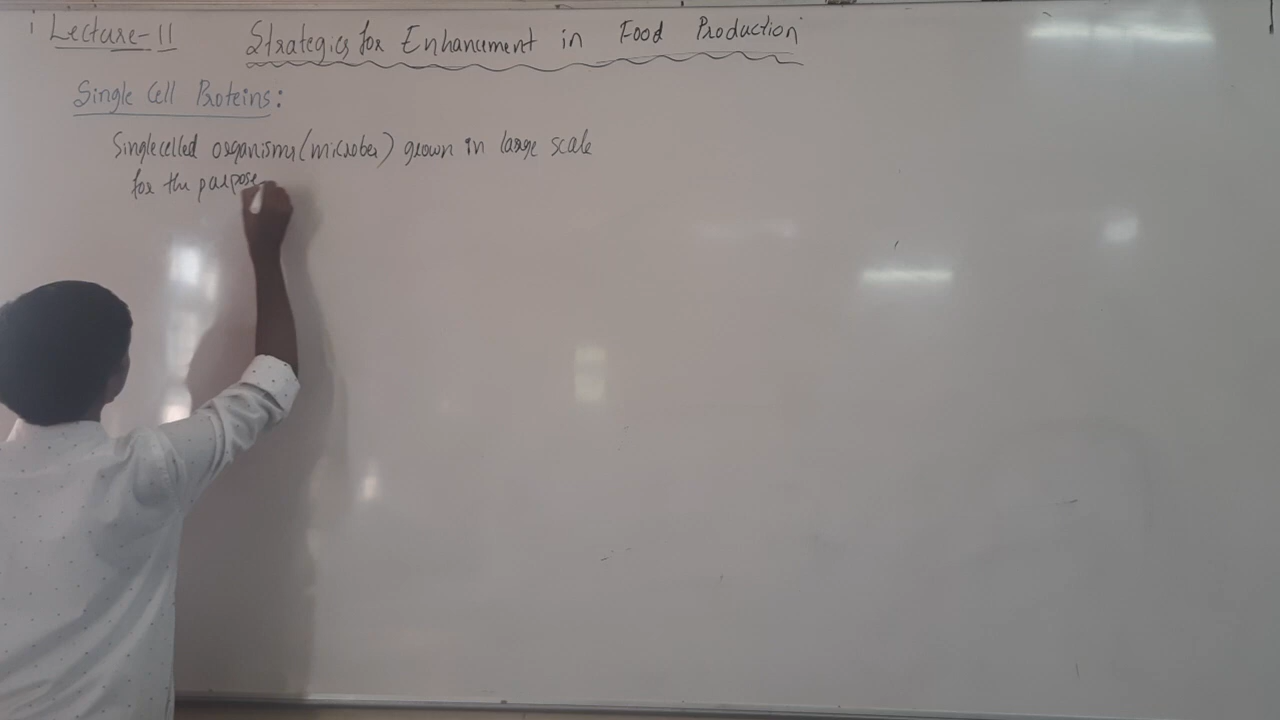 Lecture-11
Strategies for Enhancement in Food Production
Single Cell Proteins:
Singlecelled organisms (microbes) grown in large scale
for the purpose